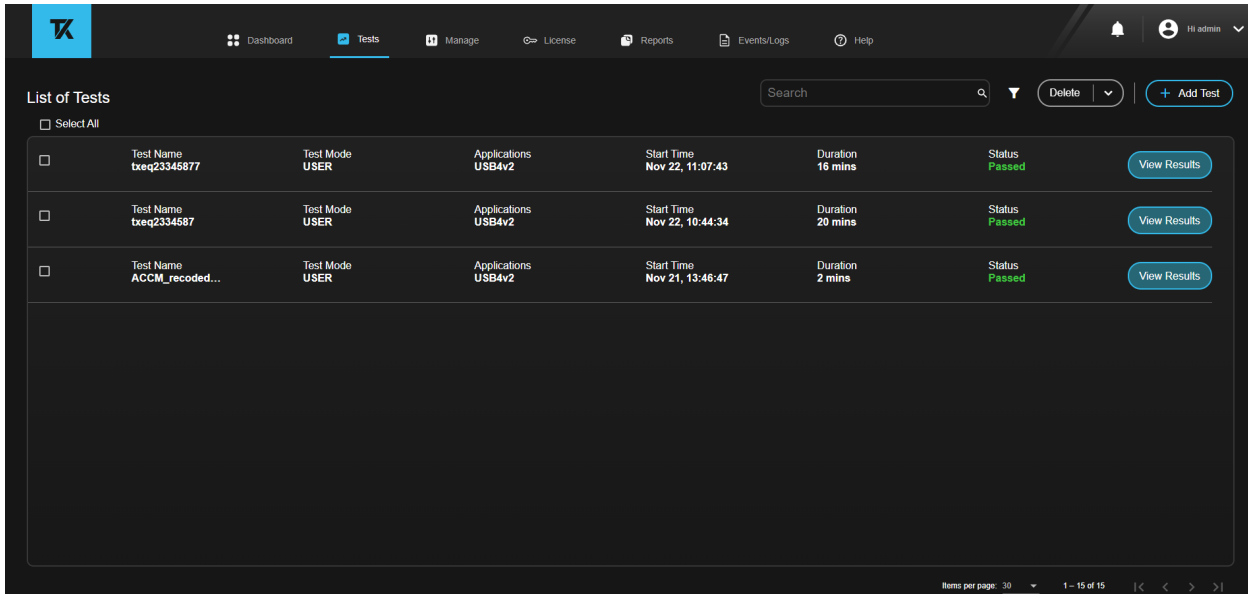 TK
Dashboard Tests Manage License Reports Events/Logs Help Hi admin
List of Tests Search Delete + Add Test
Select All
Test Name Test Mode Applications Start Time Duration Status
txeq23345877 USER USB4v2 Nov 22, 11:07:43 16 mins Passed View Results
Test Name Test Mode Applications Start Time Duration Status
txeq2334587 USER USB4v2 Nov 22, 10:44:34 20 mins Passed View Results
Test Name Test Mode Applications Start Time Duration Status
ACCM_recoded... USER USB4v2 Nov 21, 13:46:47 2 mins Passed View Results
Items per page: 30 1 – 15 of 15